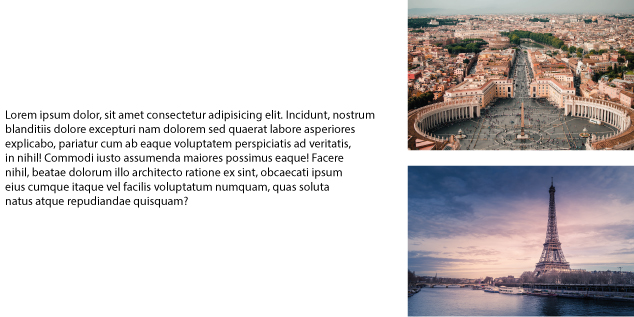 Lorem ipsum dolor, sit amet consectetur adipisicing elit. Incidunt, nostrum
blanditiis dolore excepturi nam dolorem sed quaerat labore asperiores
explicabo, pariatur cum ab eaque voluptatem perspiciatis ad veritatis,
in nihil! Commodi iusto assumenda maiores possimus eaque! Facere
nihil, beatae dolorum illo architecto ratione ex sint, obcaecati ipsum
eius cumque itaque vel facilis voluptatum numquam, quas soluta
natus atque repudiandae quisquam?